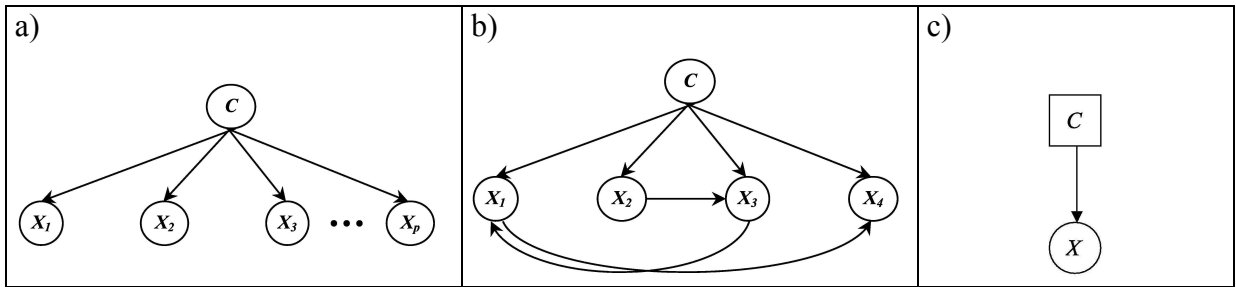 a)
C
X1 X2 X3 ••• Xp
b)
C
X1 X2 X3 X4
c)
C
X